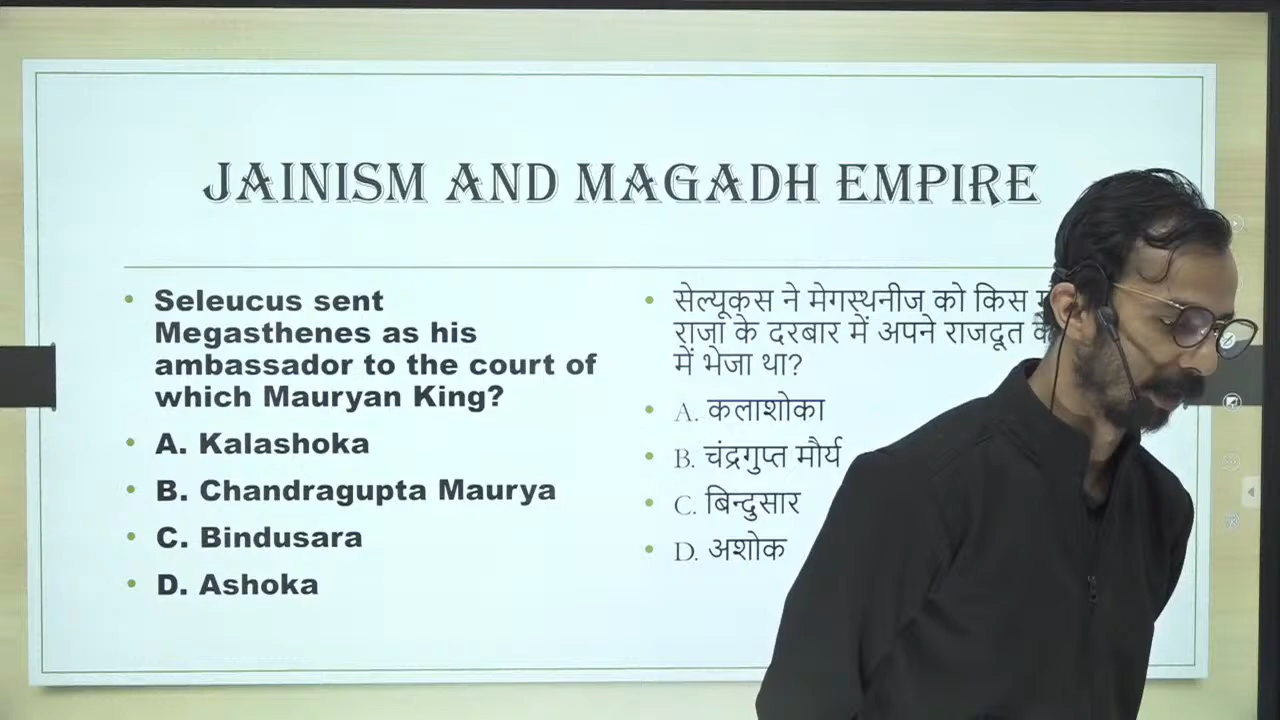 JAINISM AND MAGADH EMPIRE
• Seleucus sent
Megasthenes as his
ambassador to the court of
which Mauryan King?
• A. Kalashoka
• B. Chandragupta Maurya
• C. Bindusara
• D. Ashoka
• सेल्यूकस ने मेगस्थनीज को किस
राजा के दरबार में अपने राजदूत
में भेजा था?
• A. कलाशोका
• B. चंद्रगुप्त मौर्य
• C. बिन्दुसार
• D. अशोक